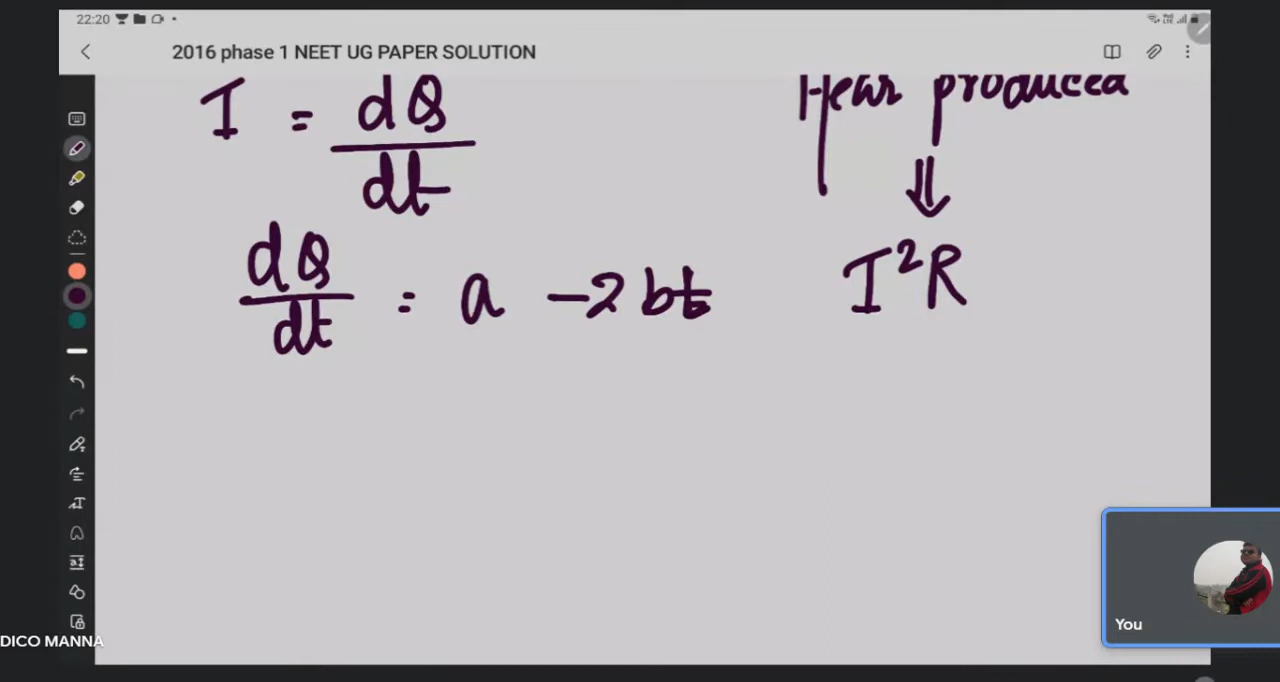 22:20
2016 phase 1 NEET UG PAPER SOLUTION
I = dQ/dt
Heat produced
⇓
dQ/dt = a - 2bt
I²R
You
DICO MANNA